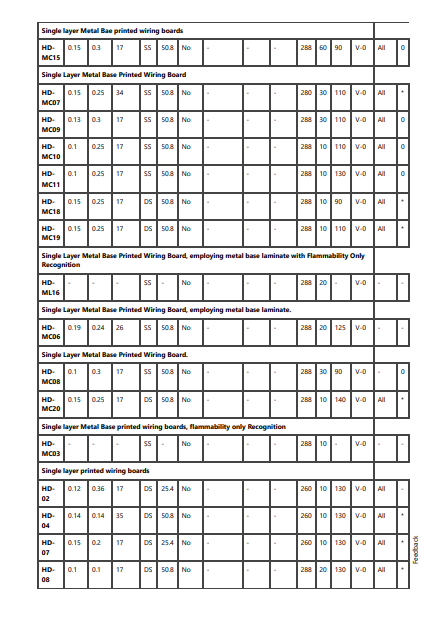 Single layer Metal Bae printed wiring boards
HD-MC15 0.15 0.3 17 SS 50.8 No - - - 288 60 90 V-0 All 0
Single Layer Metal Base Printed Wiring Board
HD-MC07 0.15 0.25 34 SS 50.8 No - - - 280 30 110 V-0 All *
HD-MC09 0.13 0.3 17 SS 50.8 No - - - 288 30 110 V-0 All 0
HD-MC10 0.1 0.25 17 SS 50.8 No - - - 288 10 110 V-0 All 0
HD-MC11 0.1 0.25 17 SS 50.8 No - - - 288 10 130 V-0 All 0
HD-MC18 0.15 0.25 17 DS 50.8 No - - - 288 10 90 V-0 All *
HD-MC19 0.15 0.25 17 DS 50.8 No - - - 288 10 110 V-0 All *
Single Layer Metal Base Printed Wiring Board, employing metal base laminate with Flammability Only
Recognition
HD-ML16 - - - SS - No - - - 288 20 - V-0 - -
Single Layer Metal Base Printed Wiring Board, employing metal base laminate.
HD-MC06 0.19 0.24 26 SS 50.8 No - - - 288 20 125 V-0 - -
Single Layer Metal Base Printed Wiring Board.
HD-MC08 0.1 0.3 17 SS 50.8 No - - - 288 30 90 V-0 - 0
HD-MC20 0.15 0.25 17 DS 50.8 No - - - 288 10 140 V-0 All *
Single layer Metal Base printed wiring boards, flammability only Recognition
HD-MC03 - - - SS - No - - - 288 10 - V-0 - -
Single layer printed wiring boards
HD-02 0.12 0.36 17 DS 25.4 No - - - 260 10 130 V-0 All -
HD-04 0.14 0.14 35 DS 50.8 No - - - 260 10 130 V-0 All *
HD-07 0.15 0.2 17 DS 25.4 No - - - 260 10 130 V-0 All *
HD-08 0.1 0.1 17 DS 50.8 No - - - 288 20 130 V-0 All *
Feedback